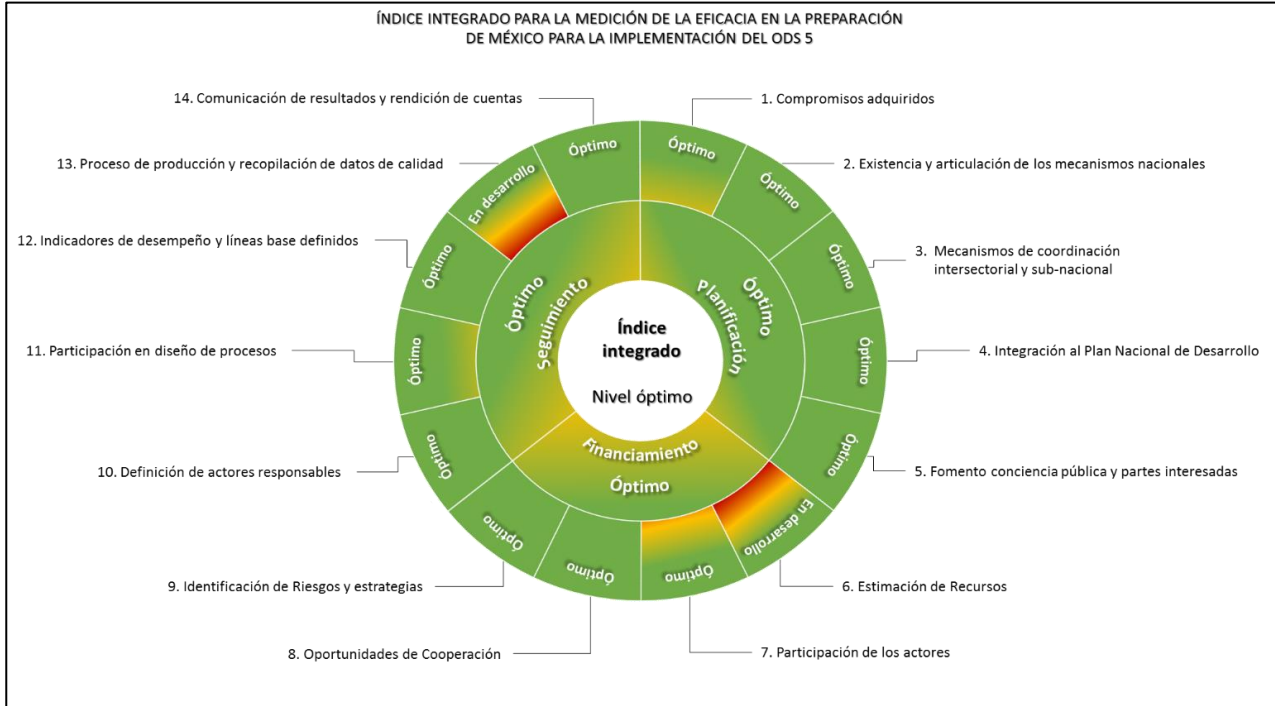 ÍNDICE INTEGRADO PARA LA MEDICIÓN DE LA EFICACIA EN LA PREPARACIÓN
DE MÉXICO PARA LA IMPLEMENTACIÓN DEL ODS 5
14. Comunicación de resultados y rendición de cuentas
1. Compromisos adquiridos
13. Proceso de producción y recopilación de datos de calidad
2. Existencia y articulación de los mecanismos nacionales
12. Indicadores de desempeño y líneas base definidos
3. Mecanismos de coordinación
intersectorial y sub-nacional
11. Participación en diseño de procesos
4. Integración al Plan Nacional de Desarrollo
10. Definición de actores responsables
5. Fomento conciencia pública y partes interesadas
9. Identificación de Riesgos y estrategias
6. Estimación de Recursos
8. Oportunidades de Cooperación
7. Participación de los actores
Óptimo
Óptimo
Óptimo
Óptimo
Óptimo
En desarrollo
Óptimo
Óptimo
Óptimo
Óptimo
Óptimo
Óptimo
En desarrollo
Óptimo
Óptimo
Planificación
Financiamiento
Óptimo
Óptimo
Seguimiento
Índice
integrado
Nivel óptimo